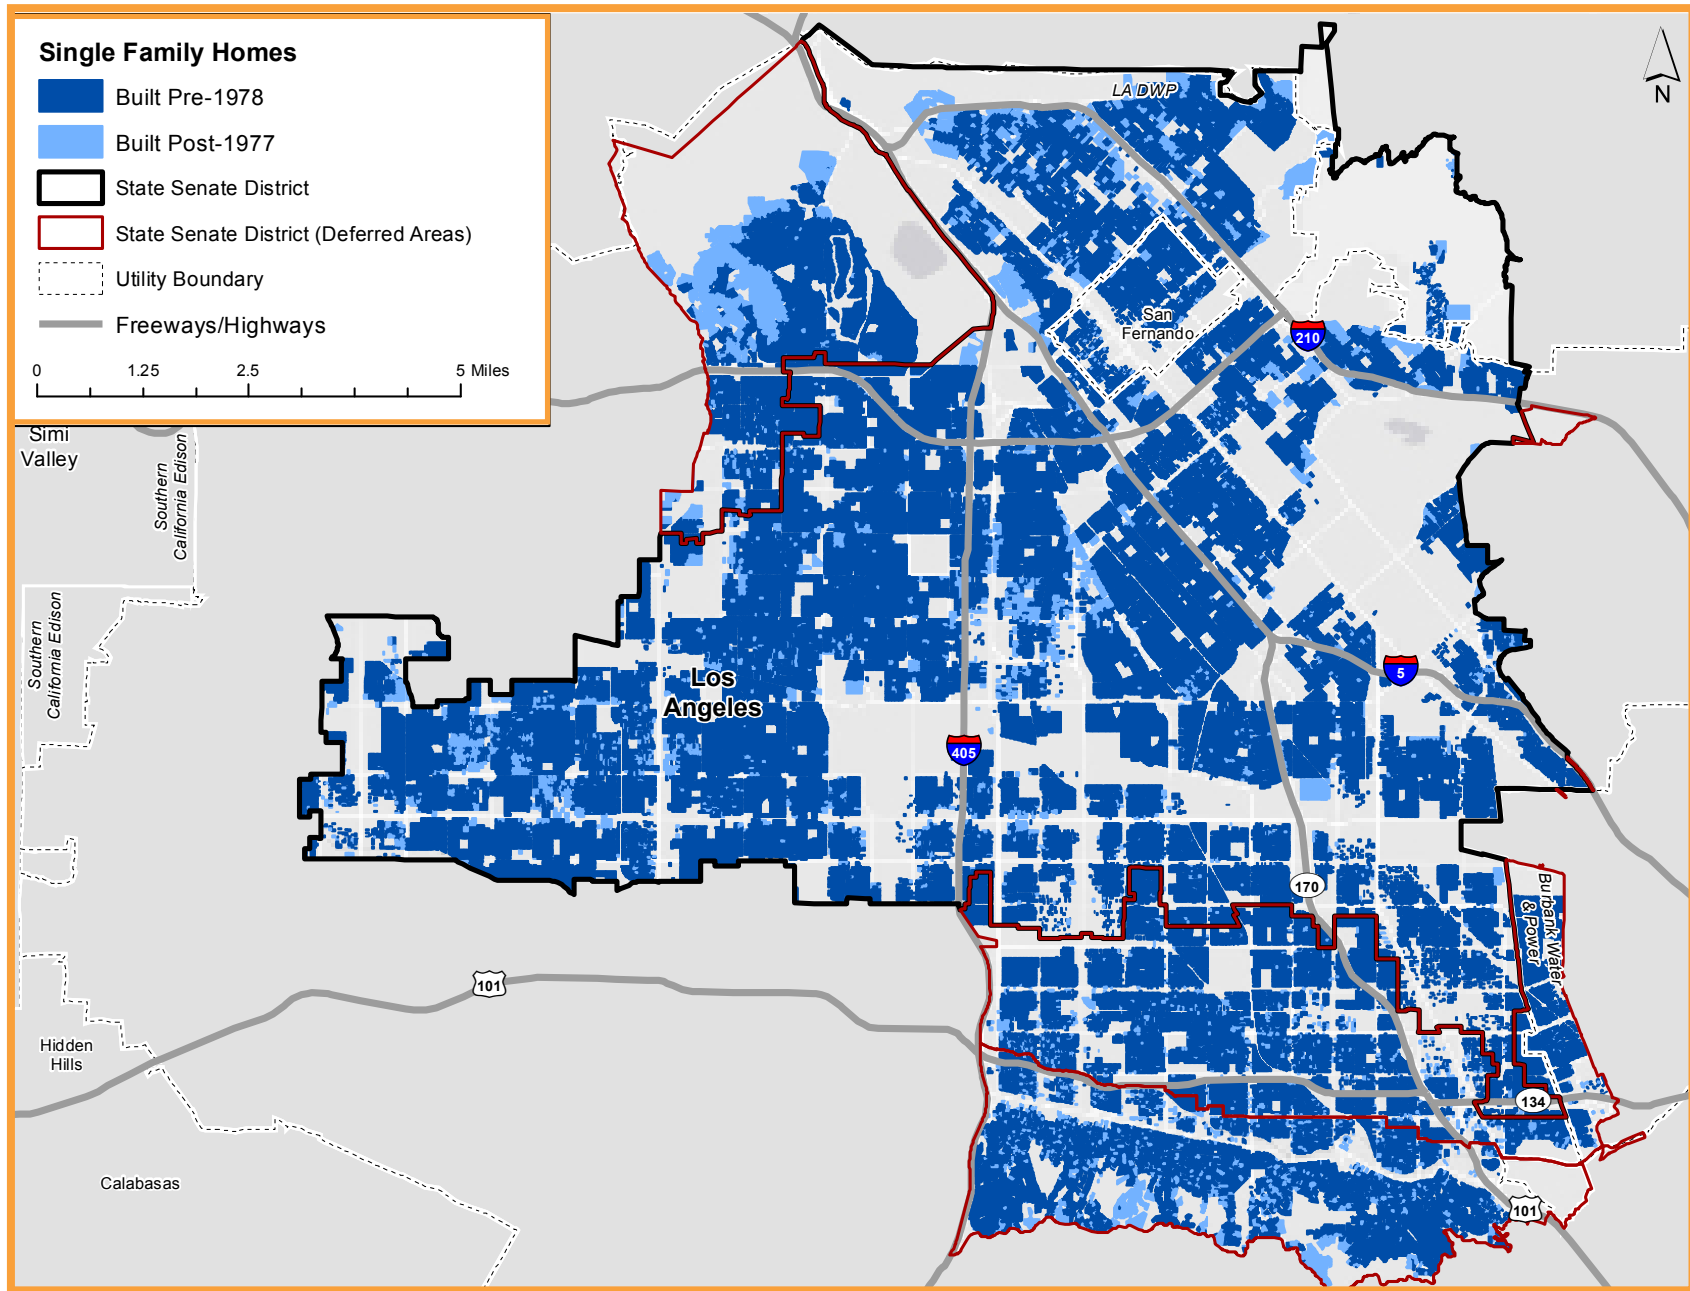 Single Family Homes
Built Pre-1978
Built Post-1977
State Senate District
State Senate District (Deferred Areas)
Utility Boundary
Freeways/Highways
0 1.25 2.5 5 Miles
N
LA DWP
San
Fernando
210
Simi
Valley
Southern
California Edison
Southern
California Edison
Los
Angeles
5
405
170
Burbank Water
& Power
101
Hidden
Hills
134
Calabasas
101